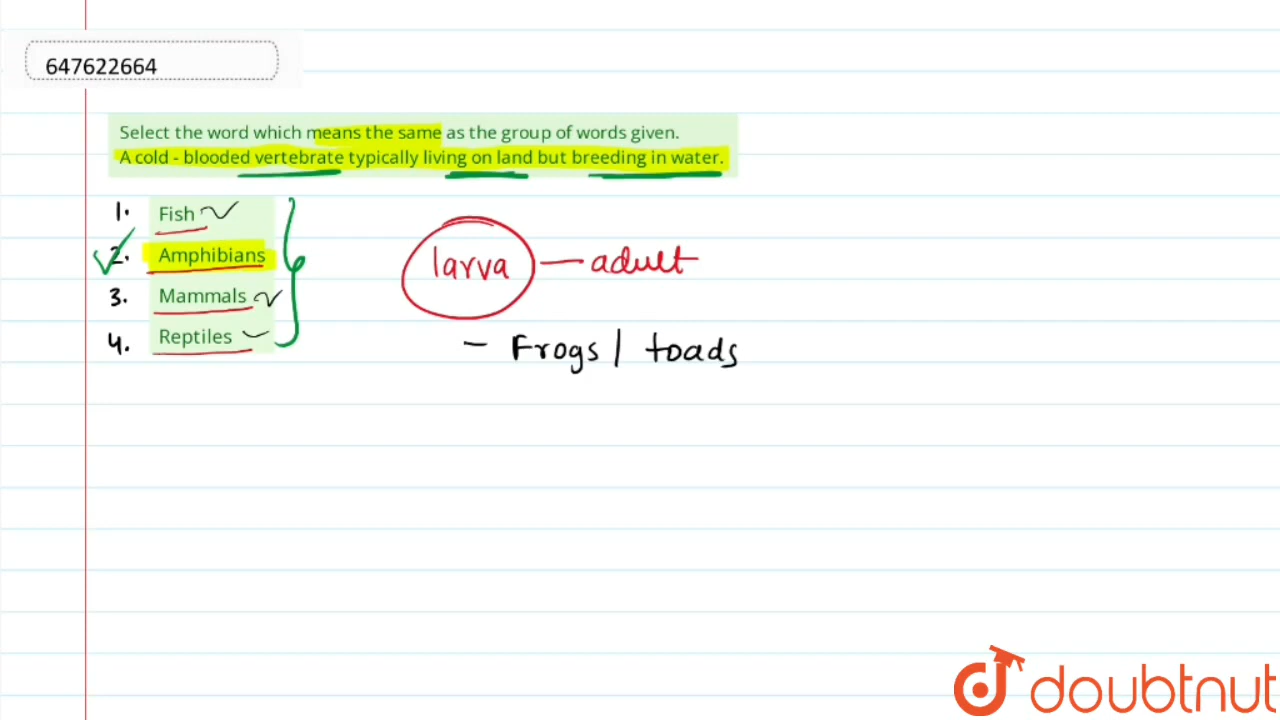 647622664
Select the word which means the same as the group of words given.
A cold - blooded vertebrate typically living on land but breeding in water.
1. Fish
2. Amphibians
3. Mammals
4. Reptiles
larva — adult
- Frogs / toads
doubtnut